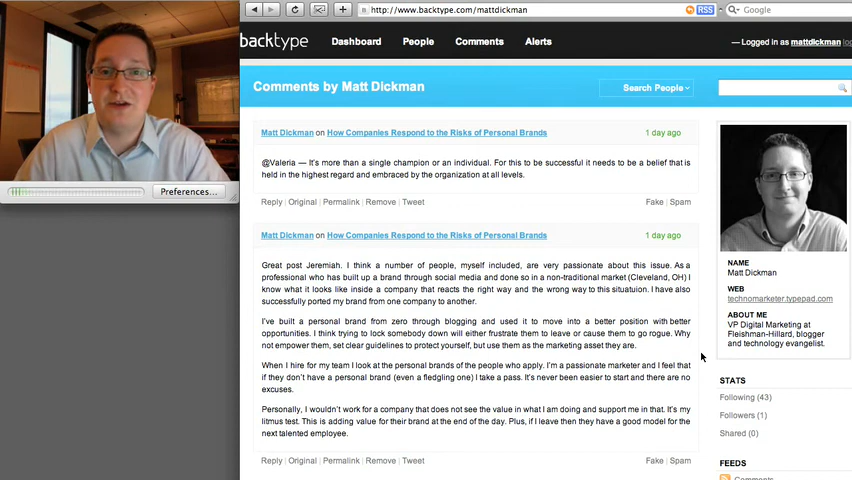 http://www.backtype.com/mattdickman
RSS
Google
backtype
Dashboard People Comments Alerts
— Logged in as mattdickman
Comments by Matt Dickman
Search People
Preferences...
Matt Dickman on How Companies Respond to the Risks of Personal Brands 1 day ago
@Valeria — It's more than a single champion or an individual. For this to be successful it needs to be a belief that is
held in the highest regard and embraced by the organization at all levels.
Reply | Original | Permalink | Remove | Tweet Fake | Spam
Matt Dickman on How Companies Respond to the Risks of Personal Brands 1 day ago
Great post Jeremiah. I think a number of people, myself included, are very passionate about this issue. As a
professional who has built up a brand through social media and done so in a non-traditional market (Cleveland, OH) I
know what it looks like inside a company that reacts the right way and the wrong way to this situatuion. I have also
successfully ported my brand from one company to another.
I've built a personal brand from zero through blogging and used it to move into a better position with better
opportunities. I think trying to lock somebody down will either frustrate them to leave or cause them to go rogue. Why
not empower them, set clear guidelines to protect yourself, but use them as the marketing asset they are.
When I hire for my team I look at the personal brands of the people who apply. I'm a passionate marketer and I feel that
if they don't have a personal brand (even a fledgling one) I take a pass. It's never been easier to start and there are no
excuses.
Personally, I wouldn't work for a company that does not see the value in what I am doing and support me in that. It's my
litmus test. This is adding value for their brand at the end of the day. Plus, if I leave then they have a good model for the
next talented employee.
Reply | Original | Permalink | Remove | Tweet Fake | Spam
NAME
Matt Dickman
WEB
technomarketer.typepad.com
ABOUT ME
VP Digital Marketing at
Fleishman-Hillard, blogger
and technology evangelist.
STATS
Following (43)
Followers (1)
Shared (0)
FEEDS
Comments